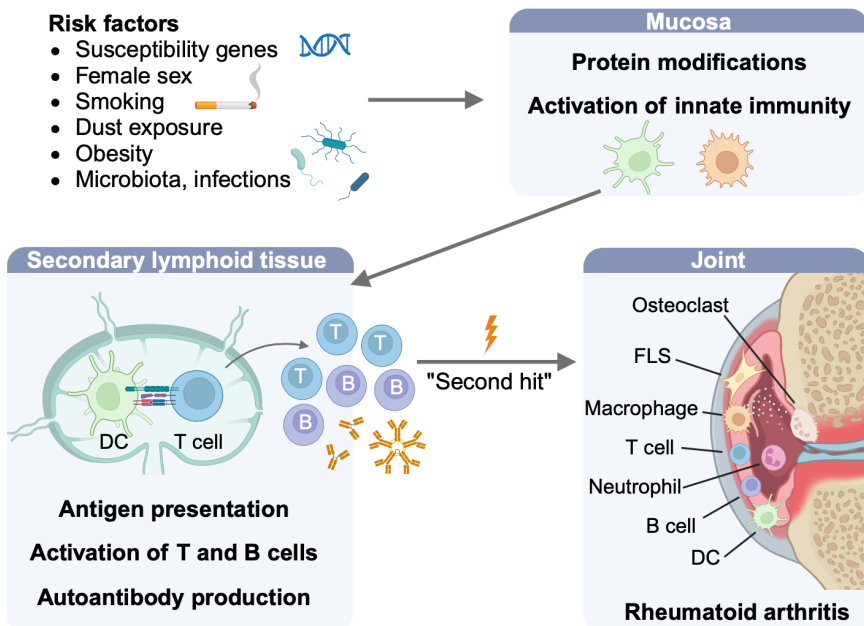 Risk factors
• Susceptibility genes
• Female sex
• Smoking
• Dust exposure
• Obesity
• Microbiota, infections
Mucosa
Protein modifications
Activation of innate immunity
Secondary lymphoid tissue
DC
T cell
T
T
T
B
B
B
Antigen presentation
Activation of T and B cells
Autoantibody production
"Second hit"
Joint
Osteoclast
FLS
Macrophage
T cell
Neutrophil
B cell
DC
Rheumatoid arthritis